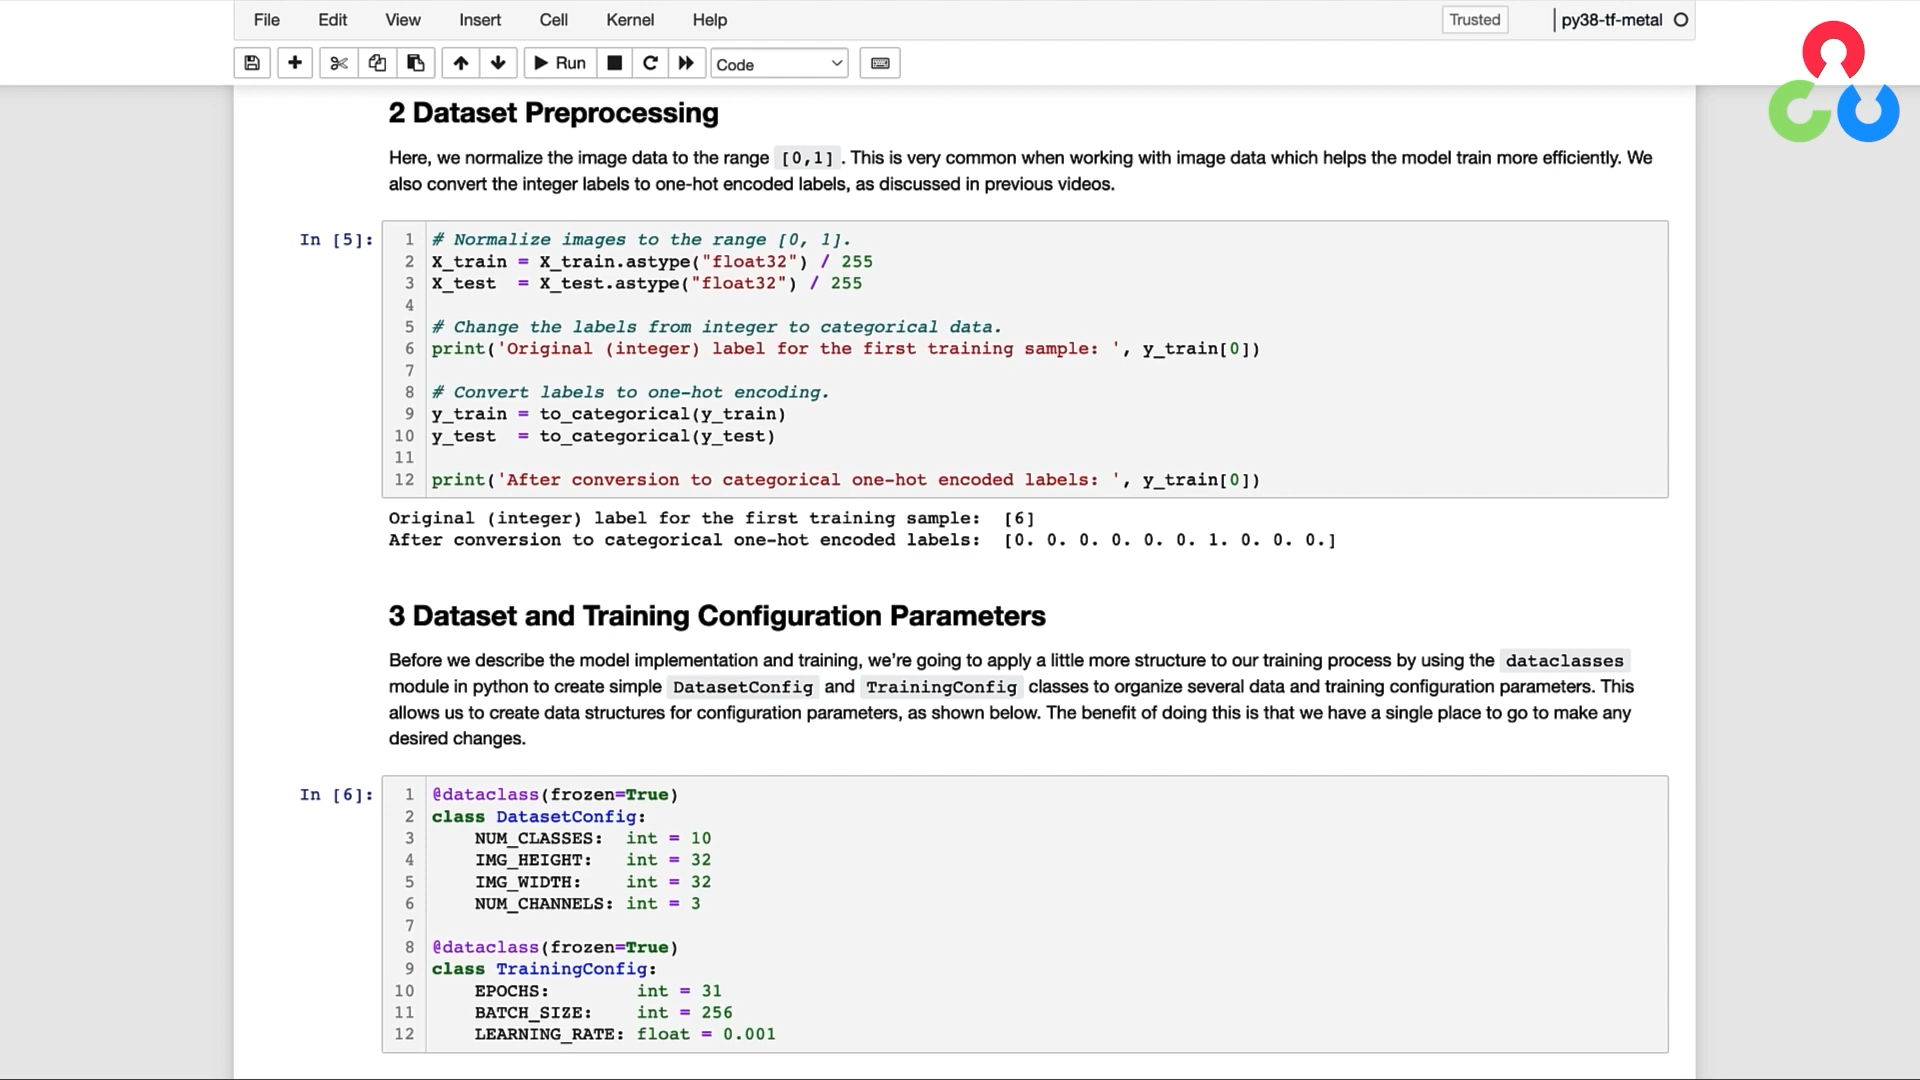 File Edit View Insert Cell Kernel Help Trusted py38-tf-metal
Run Code
2 Dataset Preprocessing
Here, we normalize the image data to the range [0,1] . This is very common when working with image data which helps the model train more efficiently. We
also convert the integer labels to one-hot encoded labels, as discussed in previous videos.
In [5]:
1 # Normalize images to the range [0, 1].
2 X_train = X_train.astype("float32") / 255
3 X_test  = X_test.astype("float32") / 255
4
5 # Change the labels from integer to categorical data.
6 print('Original (integer) label for the first training sample: ', y_train[0])
7
8 # Convert labels to one-hot encoding.
9 y_train = to_categorical(y_train)
10 y_test  = to_categorical(y_test)
11
12 print('After conversion to categorical one-hot encoded labels: ', y_train[0])
Original (integer) label for the first training sample:  [6]
After conversion to categorical one-hot encoded labels:  [0. 0. 0. 0. 0. 0. 1. 0. 0. 0.]
3 Dataset and Training Configuration Parameters
Before we describe the model implementation and training, we're going to apply a little more structure to our training process by using the dataclasses
module in python to create simple DatasetConfig and TrainingConfig classes to organize several data and training configuration parameters. This
allows us to create data structures for configuration parameters, as shown below. The benefit of doing this is that we have a single place to go to make any
desired changes.
In [6]:
1 @dataclass(frozen=True)
2 class DatasetConfig:
3     NUM_CLASSES:  int = 10
4     IMG_HEIGHT:   int = 32
5     IMG_WIDTH:    int = 32
6     NUM_CHANNELS: int = 3
7
8 @dataclass(frozen=True)
9 class TrainingConfig:
10     EPOCHS:        int = 31
11     BATCH_SIZE:    int = 256
12     LEARNING_RATE: float = 0.001